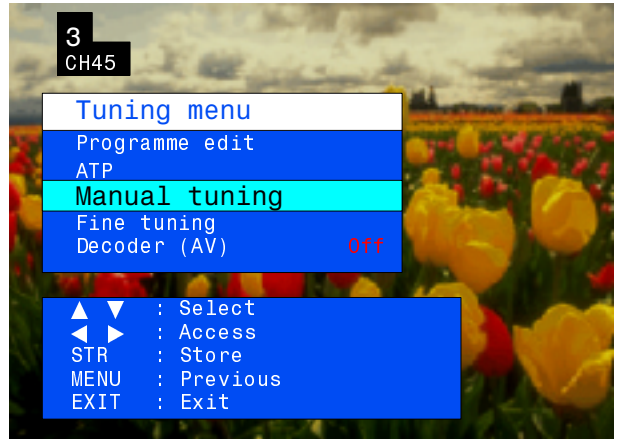 3
CH45
Tuning menu
Programme edit
ATP
Manual tuning
Fine tuning
Decoder (AV) Off
▲ ▼ : Select
◀ ▶ : Access
STR : Store
MENU : Previous
EXIT : Exit